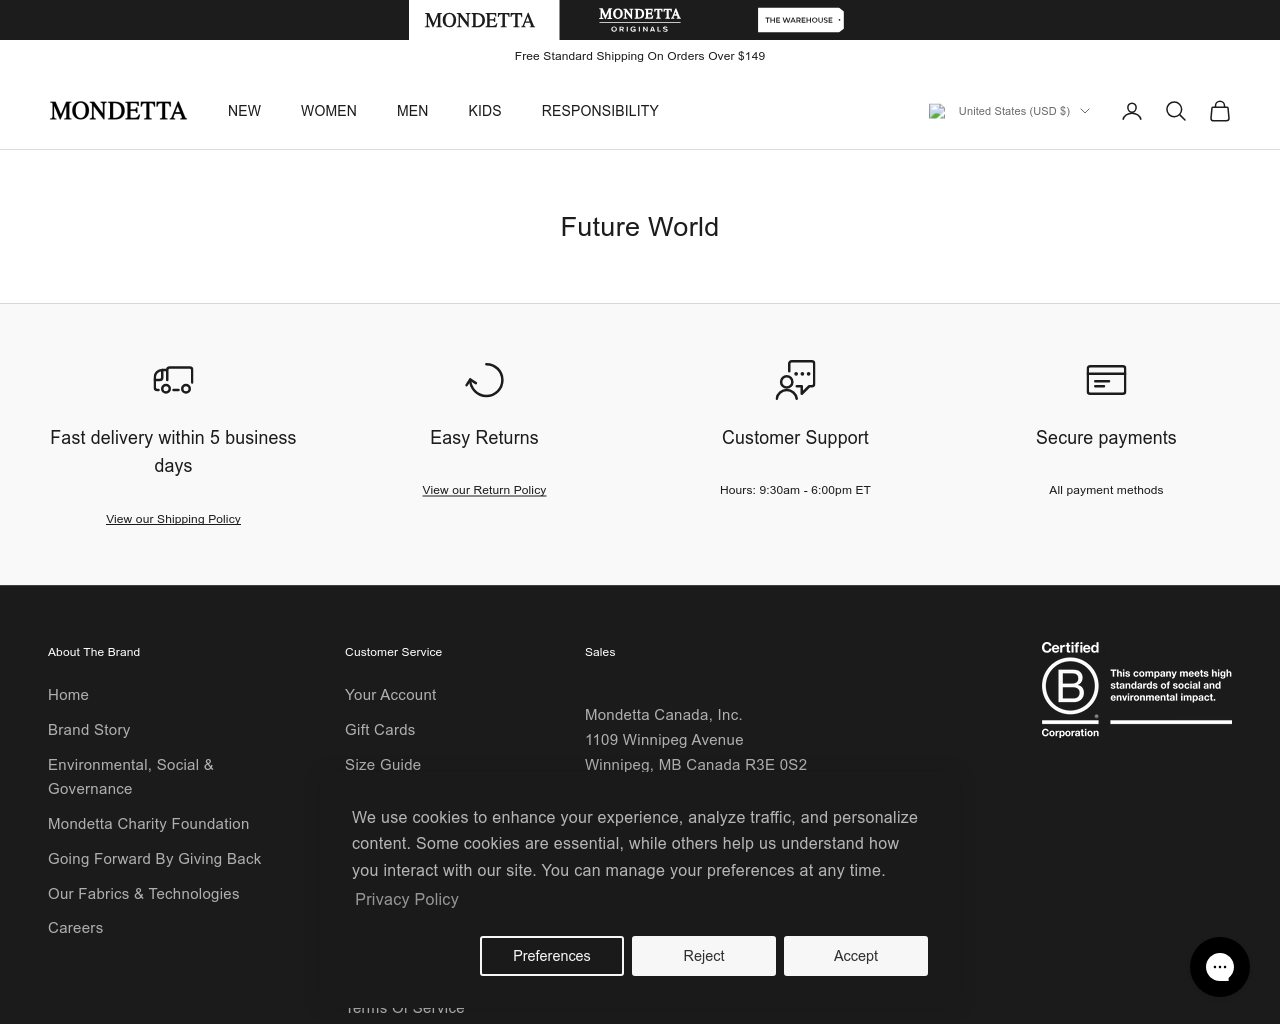 MONDETTA
MONDETTA
ORIGINALS
THE WAREHOUSE
Free Standard Shipping On Orders Over $149
MONDETTA
NEW
WOMEN
MEN
KIDS
RESPONSIBILITY
United States (USD $)
Future World
Fast delivery within 5 business
days
View our Shipping Policy
Easy Returns
View our Return Policy
Customer Support
Hours: 9:30am - 6:00pm ET
Secure payments
All payment methods
About The Brand
Home
Brand Story
Environmental, Social &
Governance
Mondetta Charity Foundation
Going Forward By Giving Back
Our Fabrics & Technologies
Careers
Customer Service
Your Account
Gift Cards
Size Guide
Terms Of Service
Sales
Mondetta Canada, Inc.
1109 Winnipeg Avenue
Winnipeg, MB Canada R3E 0S2
Certified
B
®
Corporation
This company meets high
standards of social and
environmental impact.
We use cookies to enhance your experience, analyze traffic, and personalize
content. Some cookies are essential, while others help us understand how
you interact with our site. You can manage your preferences at any time.
Privacy Policy
Preferences
Reject
Accept